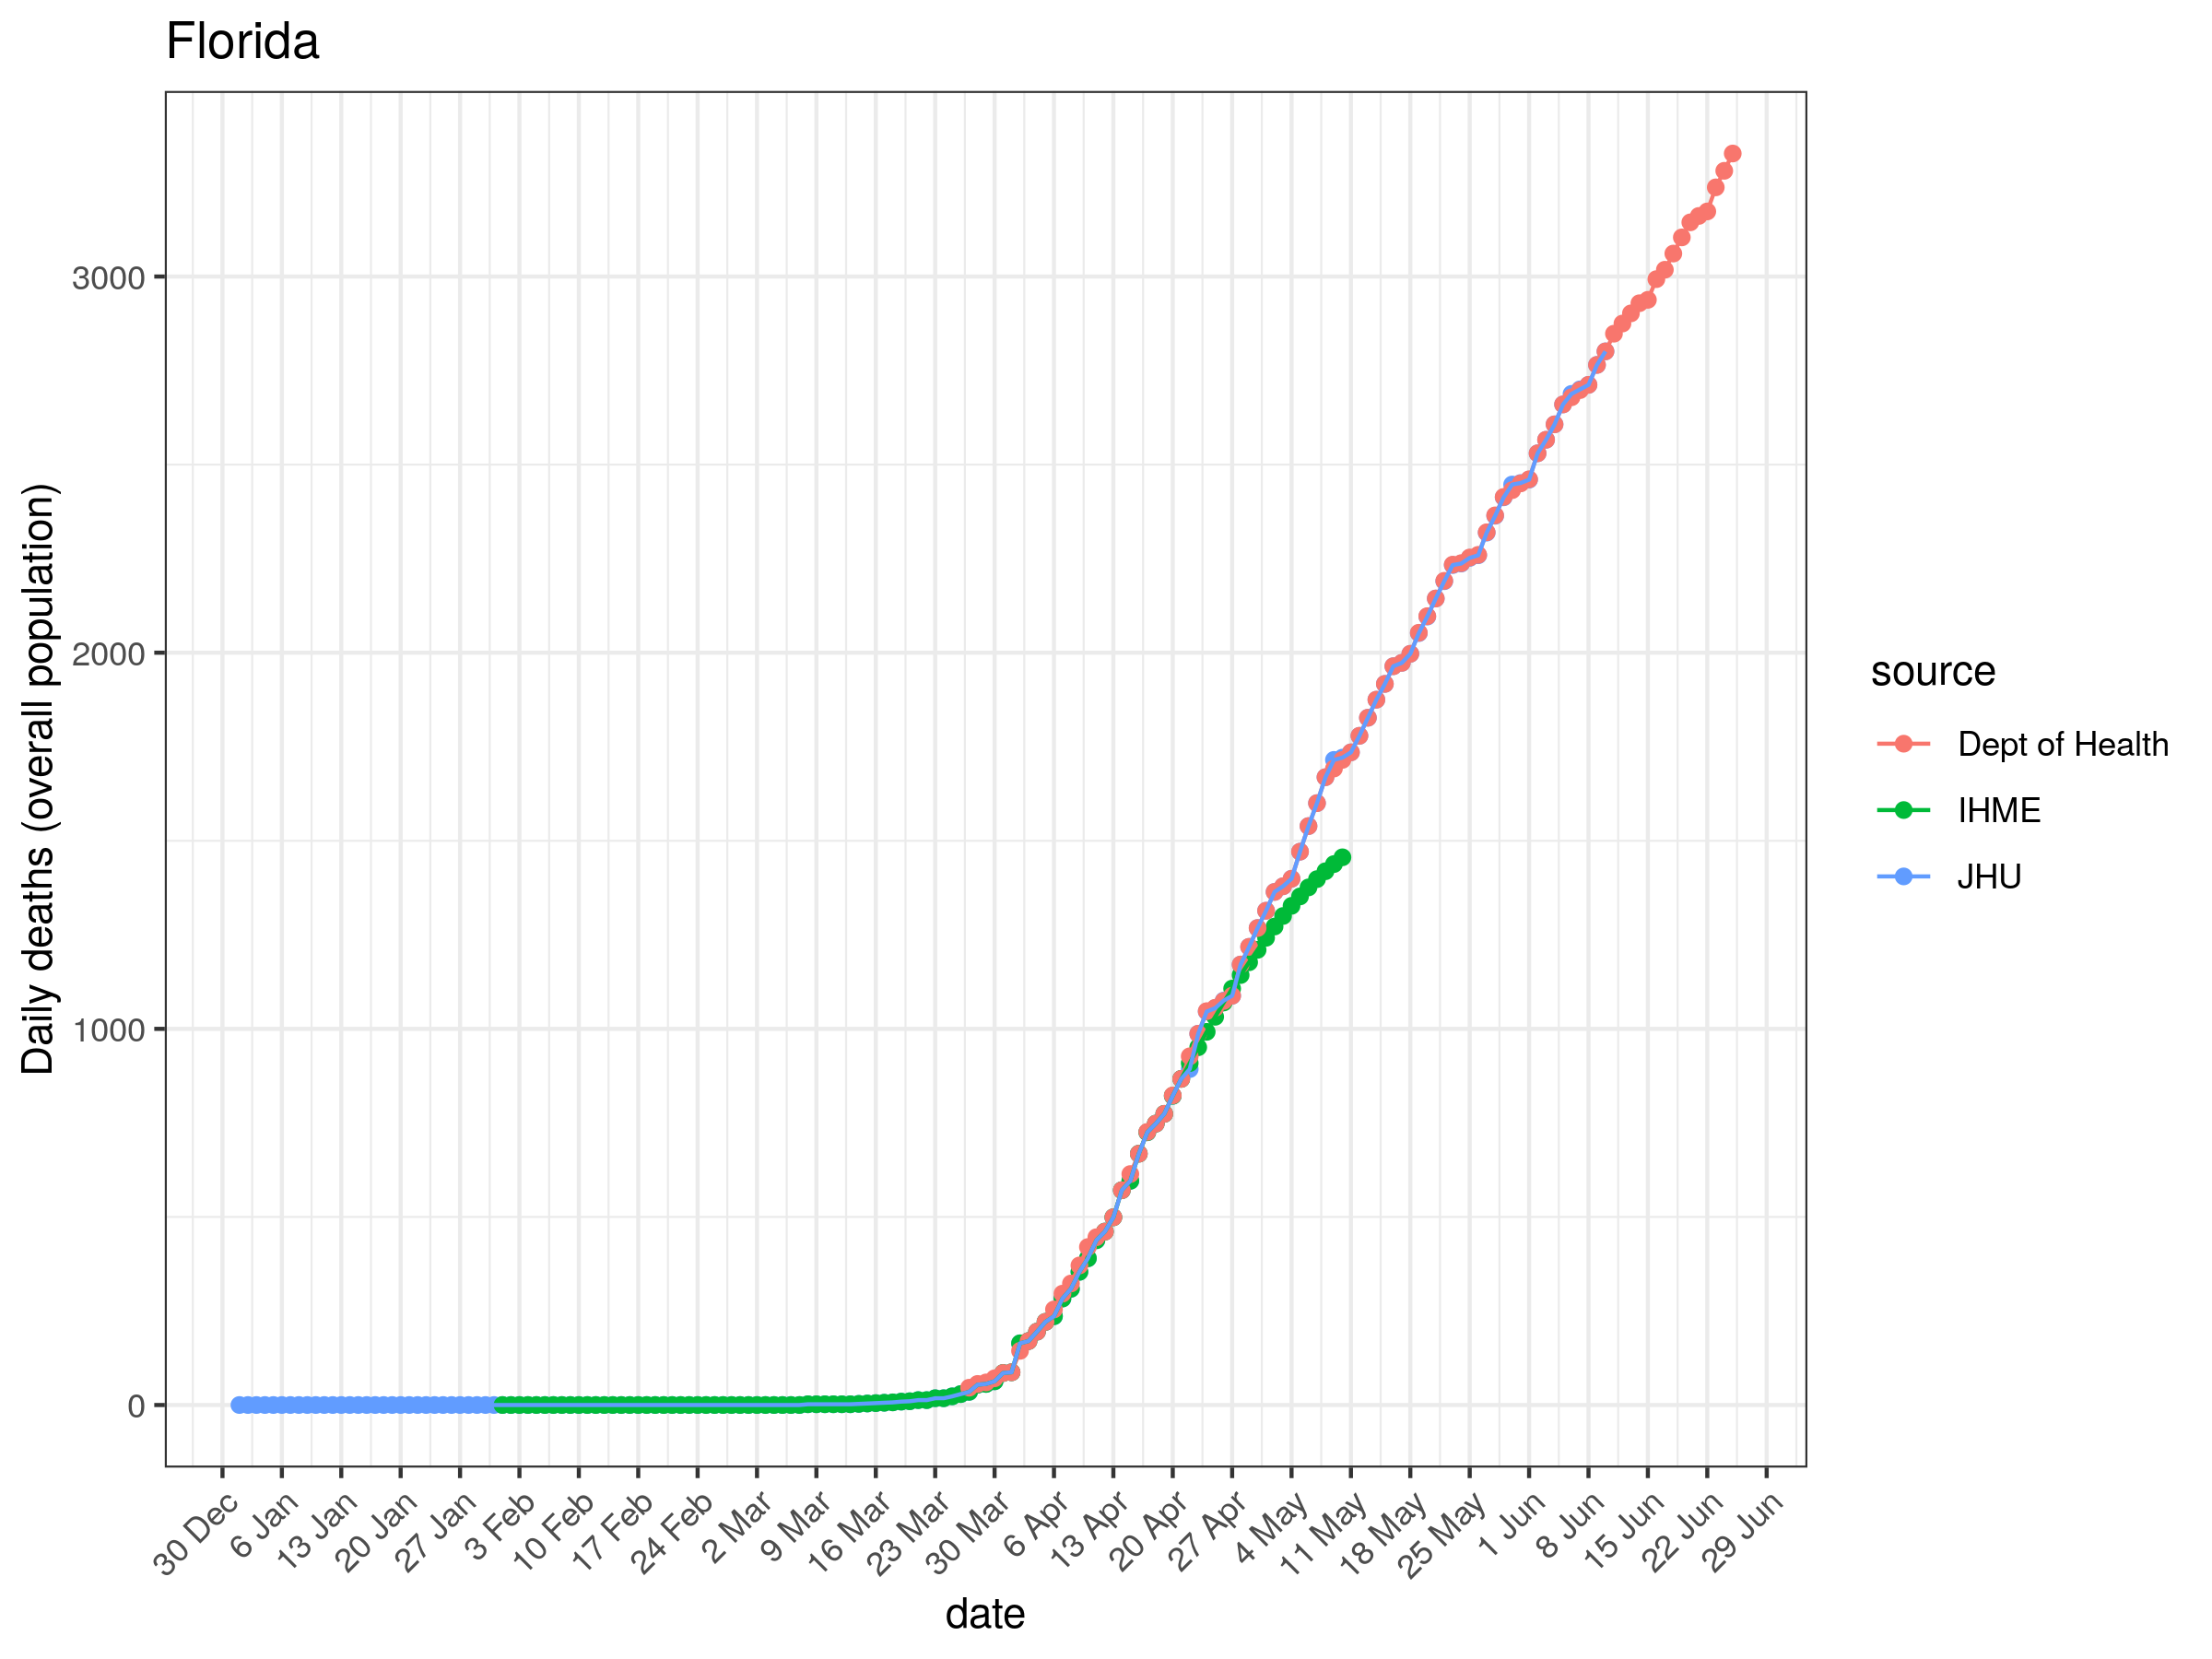 Florida
Daily deaths (overall population)
3000
2000
1000
0
30 Dec
6 Jan
13 Jan
20 Jan
27 Jan
3 Feb
10 Feb
17 Feb
24 Feb
2 Mar
9 Mar
16 Mar
23 Mar
30 Mar
6 Apr
13 Apr
20 Apr
27 Apr
4 May
11 May
18 May
25 May
1 Jun
8 Jun
15 Jun
22 Jun
29 Jun
date
source
Dept of Health
IHME
JHU